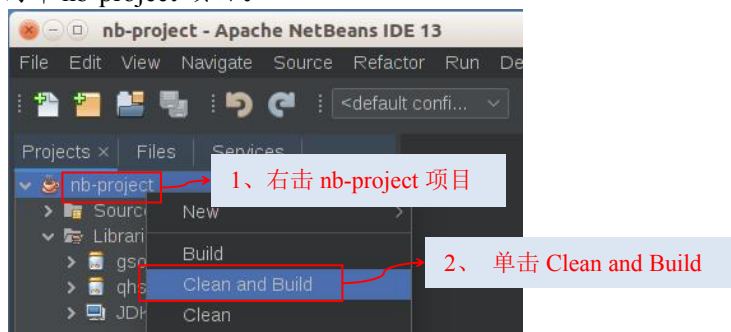 nb-project - Apache NetBeans IDE 13
File Edit View Navigate Source Refactor Run
<default confi...
Projects × Files Services
nb-project
1、右击 nb-project 项目
New
Build
2、 单击 Clean and Build
Clean and Build
JDK
Clean